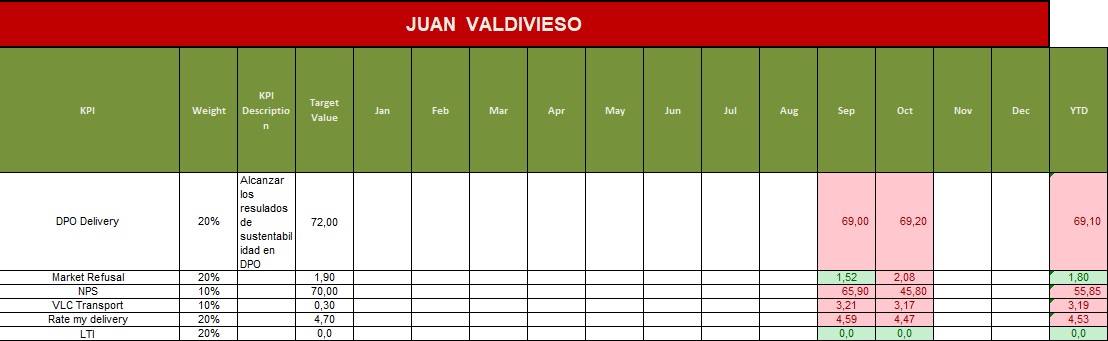 JUAN VALDIVIESO
KPI Weight KPI Descriptio n Target Value Jan Feb Mar Apr May Jun Jul Aug Sep Oct Nov Dec YTD
DPO Delivery 20% Alcanzar los resulados de sustentabil idad en DPO 72,00 69,00 69,20 69,10
Market Refusal 20% 1,90 1,52 2,08 1,80
NPS 10% 70,00 65,90 45,80 55,85
VLC Transport 10% 0,30 3,21 3,17 3,19
Rate my delivery 20% 4,70 4,59 4,47 4,53
LTI 20% 0,0 0,0 0,0 0,0